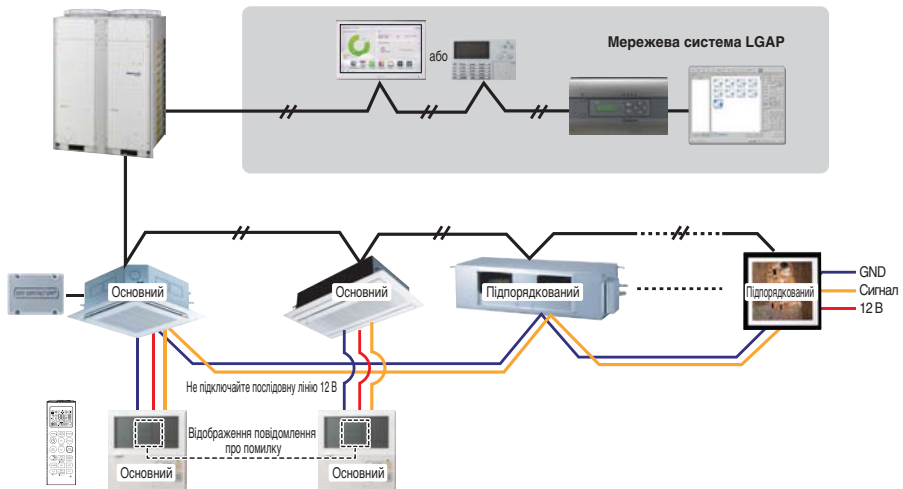 або
Мережева система LGAP
Основний
Основний
Підпорядкований
Підпорядкований
GND
Сигнал
12 В
Не підключайте послідовну лінію 12 В
Відображення повідомлення
про помилку
Основний
Основний